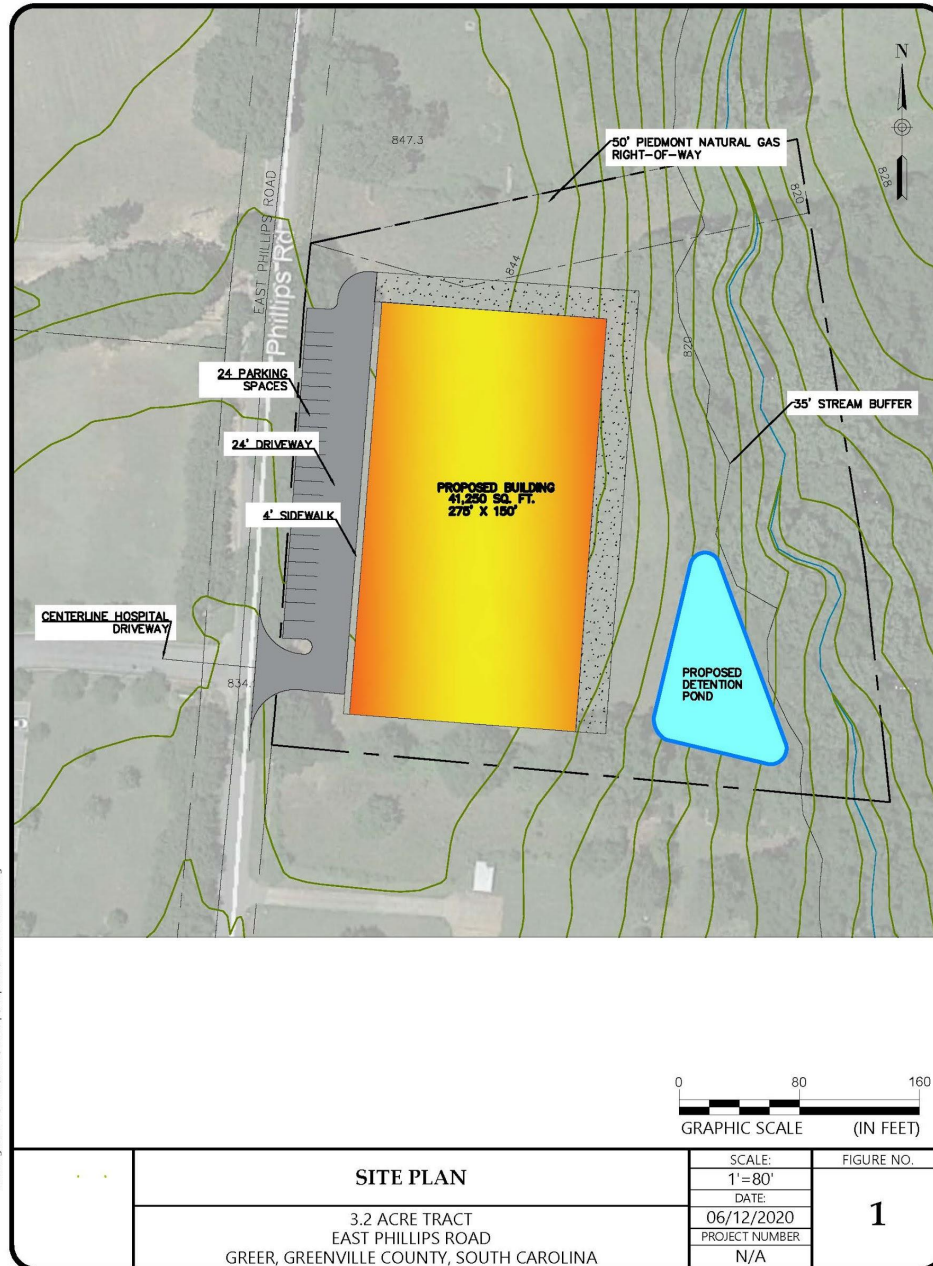 N
847.3
50' PIEDMONT NATURAL GAS
RIGHT-OF-WAY
828
820
EAST PHILLIPS ROAD
Phillips Rd
844
24 PARKING
SPACES
820
35' STREAM BUFFER
24' DRIVEWAY
PROPOSED BUILDING
41,250 SQ. FT.
275' X 150'
4' SIDEWALK
CENTERLINE HOSPITAL
DRIVEWAY
834.
PROPOSED
DETENTION
POND
0 80 160
GRAPHIC SCALE (IN FEET)
SITE PLAN
3.2 ACRE TRACT
EAST PHILLIPS ROAD
GREER, GREENVILLE COUNTY, SOUTH CAROLINA
SCALE:
1'=80'
DATE:
06/12/2020
PROJECT NUMBER
N/A
FIGURE NO.
1